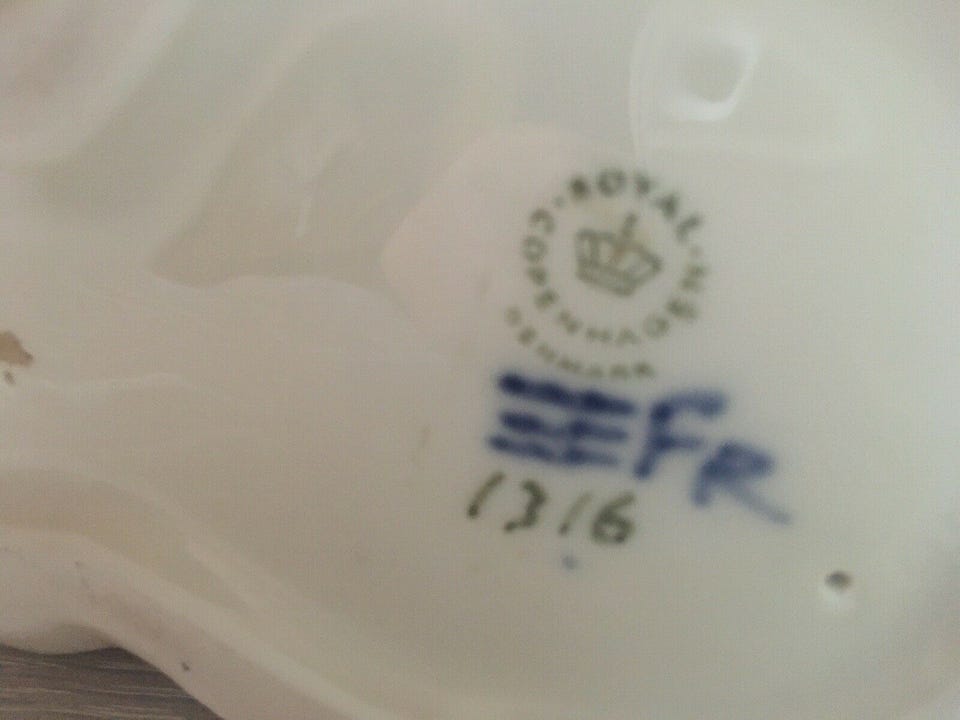 ROYAL COPENHAGEN
DENMARK
FR
1316